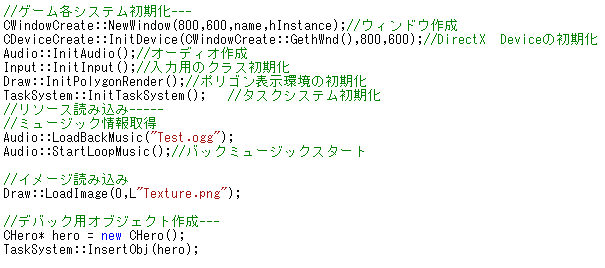 //ゲーム各システム初期化---
CWindowCreate::NewWindow(800,600,name,hInstance);//ウィンドウ作成
CDeviceCreate::InitDevice(CWindowCreate::GethWnd(),800,600);//DirectX　Deviceの初期化
Audio::InitAudio();//オーディオ作成
Input::InitInput();//入力用のクラス初期化
Draw::InitPolygonRender();//ポリゴン表示環境の初期化
TaskSystem::InitTaskSystem();　　//タスクシステム初期化
//リソース読み込み-----
//ミュージック情報取得
Audio::LoadBackMusic("Test.ogg");
Audio::StartLoopMusic();//バックミュージックスタート
//イメージ読み込み
Draw::LoadImage(0,L"Texture.png");
//デバック用オブジェクト作成---
CHero* hero = new CHero();
TaskSystem::InsertObj(hero);